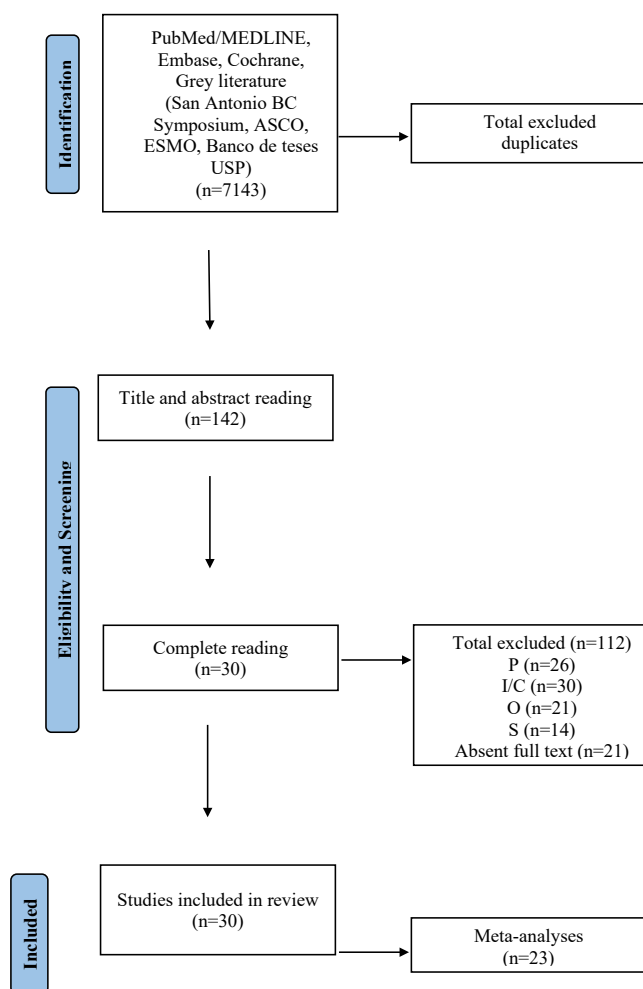 Identification
PubMed/MEDLINE,
Embase, Cochrane,
Grey literature
(San Antonio BC
Symposium, ASCO,
ESMO, Banco de teses
USP)
(n=7143)
Total excluded
duplicates
Eligibility and Screening
Title and abstract reading
(n=142)
Complete reading
(n=30)
Total excluded (n=112)
P (n=26)
I/C (n=30)
O (n=21)
S (n=14)
Absent full text (n=21)
Included
Studies included in review
(n=30)
Meta-analyses
(n=23)